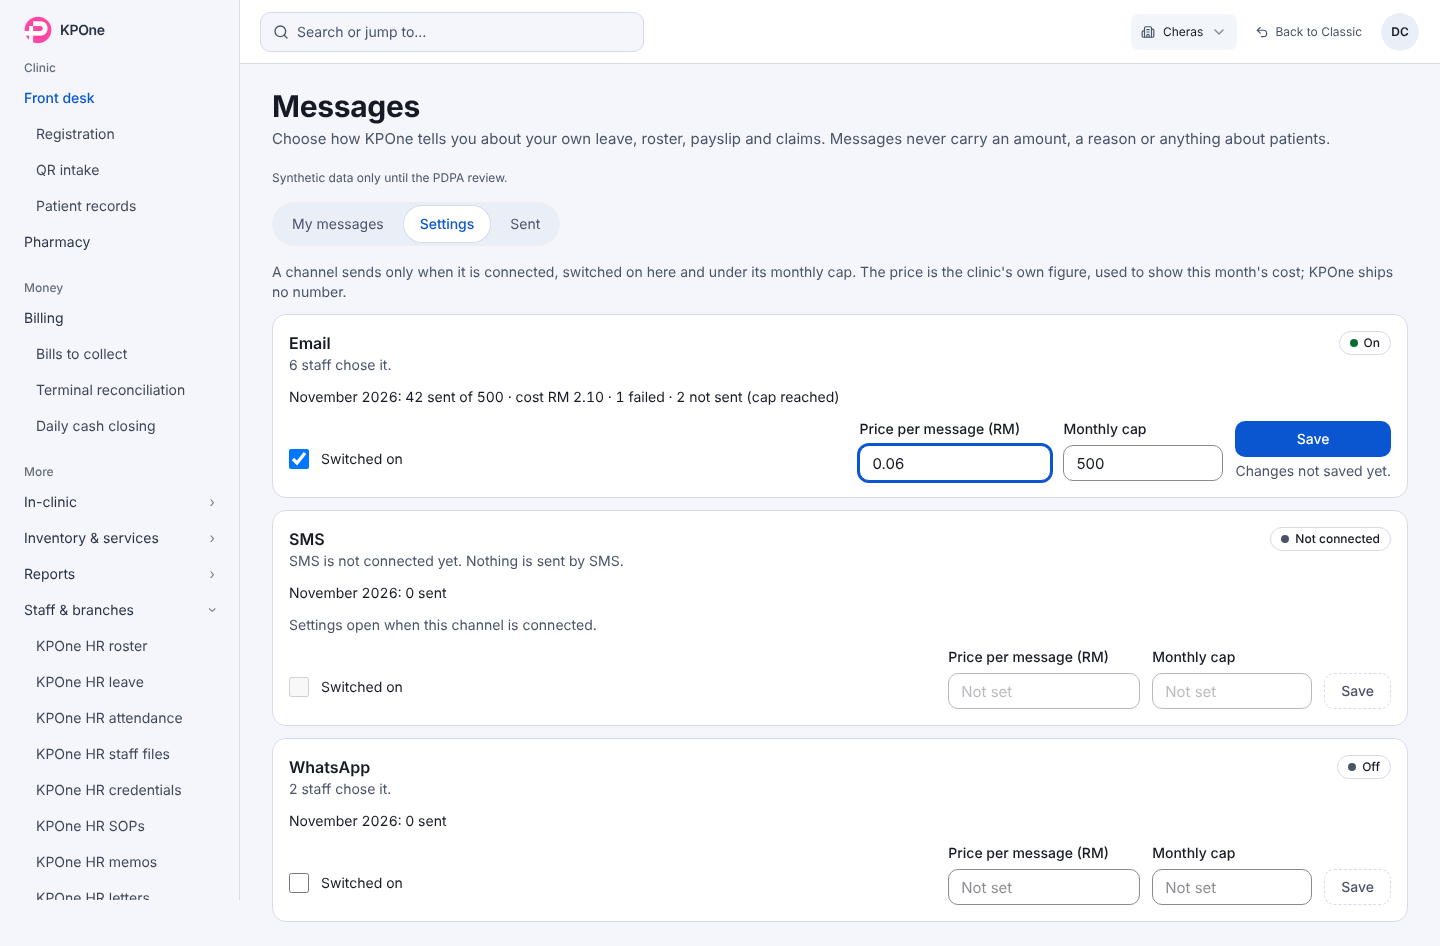 KPOne
Search or jump to...
Cheras
Back to Classic
DC
Clinic
Front desk
Registration
QR intake
Patient records
Pharmacy
Money
Billing
Bills to collect
Terminal reconciliation
Daily cash closing
More
In-clinic
Inventory & services
Reports
Staff & branches
KPOne HR roster
KPOne HR leave
KPOne HR attendance
KPOne HR staff files
KPOne HR credentials
KPOne HR SOPs
KPOne HR memos
KPOne HR letters
Messages
Choose how KPOne tells you about your own leave, roster, payslip and claims. Messages never carry an amount, a reason or anything about patients.
Synthetic data only until the PDPA review.
My messages
Settings
Sent
A channel sends only when it is connected, switched on here and under its monthly cap. The price is the clinic's own figure, used to show this month's cost; KPOne ships
no number.
Email
On
6 staff chose it.
November 2026: 42 sent of 500 · cost RM 2.10 · 1 failed · 2 not sent (cap reached)
Switched on
Price per message (RM)
0.06
Monthly cap
500
Save
Changes not saved yet.
SMS
Not connected
SMS is not connected yet. Nothing is sent by SMS.
November 2026: 0 sent
Settings open when this channel is connected.
Switched on
Price per message (RM)
Not set
Monthly cap
Not set
Save
WhatsApp
Off
2 staff chose it.
November 2026: 0 sent
Switched on
Price per message (RM)
Not set
Monthly cap
Not set
Save